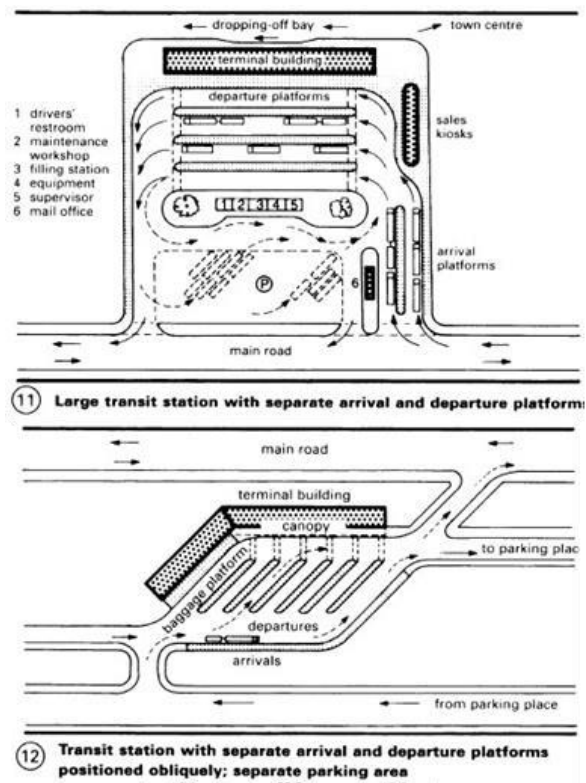 dropping-off bay
town centre
terminal building
departure platforms
1 drivers'
restroom
2 maintenance
workshop
3 filling station
4 equipment
5 supervisor
6 mail office
sales
kiosks
1 2 3 4 5
arrival
platforms
6
P
main road
11 Large transit station with separate arrival and departure platforms
main road
terminal building
canopy
to parking plac
baggage platform
departures
arrivals
from parking place
12 Transit station with separate arrival and departure platforms
positioned obliquely; separate parking area